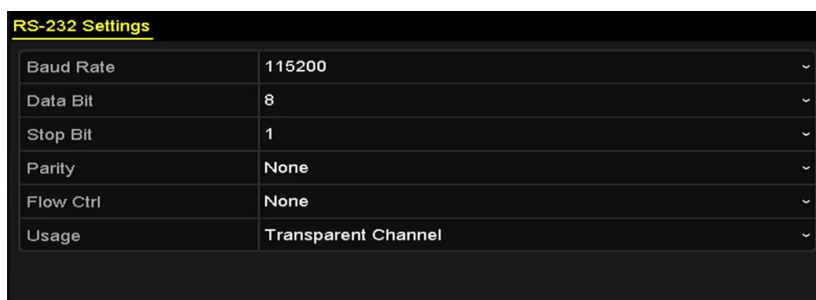 RS-232 Settings
Baud Rate 115200
Data Bit 8
Stop Bit 1
Parity None
Flow Ctrl None
Usage Transparent Channel